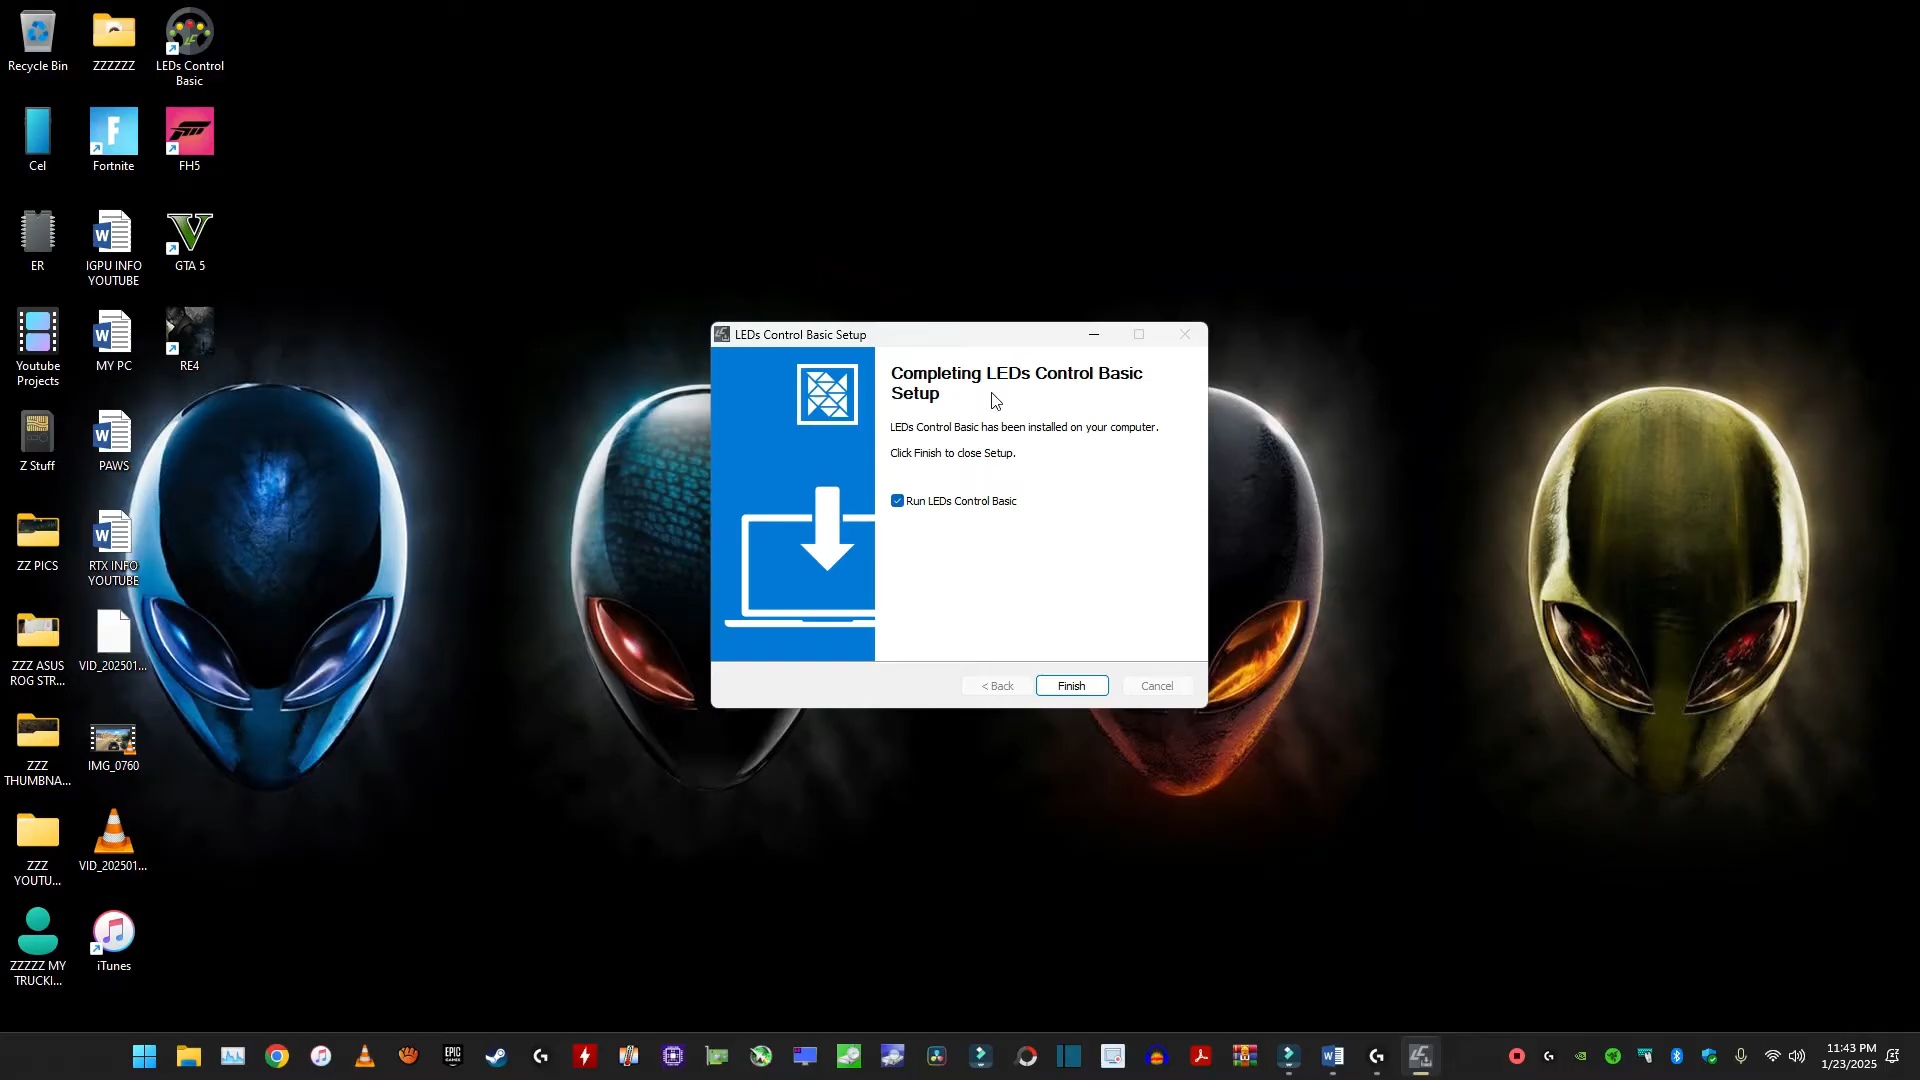 Recycle Bin
ZZZZZZ
LEDs Control
Basic
Cel
Fortnite
FH5
ER
IGPU INFO
YOUTUBE
GTA 5
Youtube
Projects
MY PC
RE4
Z Stuff
PAWS
ZZ PICS
RTX INFO
YOUTUBE
ZZZ ASUS
ROG STR...
VID_202501...
ZZZ
THUMBNA...
IMG_0760
ZZZ
YOUTU...
VID_202501...
ZZZZZ MY
TRUCKI...
iTunes
LEDs Control Basic Setup
Completing LEDs Control Basic
Setup
LEDs Control Basic has been installed on your computer.
Click Finish to close Setup.
Run LEDs Control Basic
< Back
Finish
Cancel
EPIC
GAMES
11:43 PM
1/23/2025